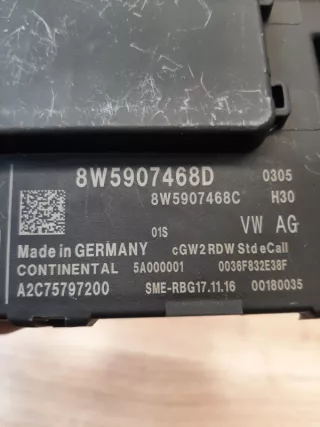 8W5907468D 0305
8W5907468C H30
01S VW AG
Made in GERMANY cGW2 RDW Std eCall
CONTINENTAL 5A000001 0036F832E38F
A2C75797200 SME-RBG17.11.16 00180035